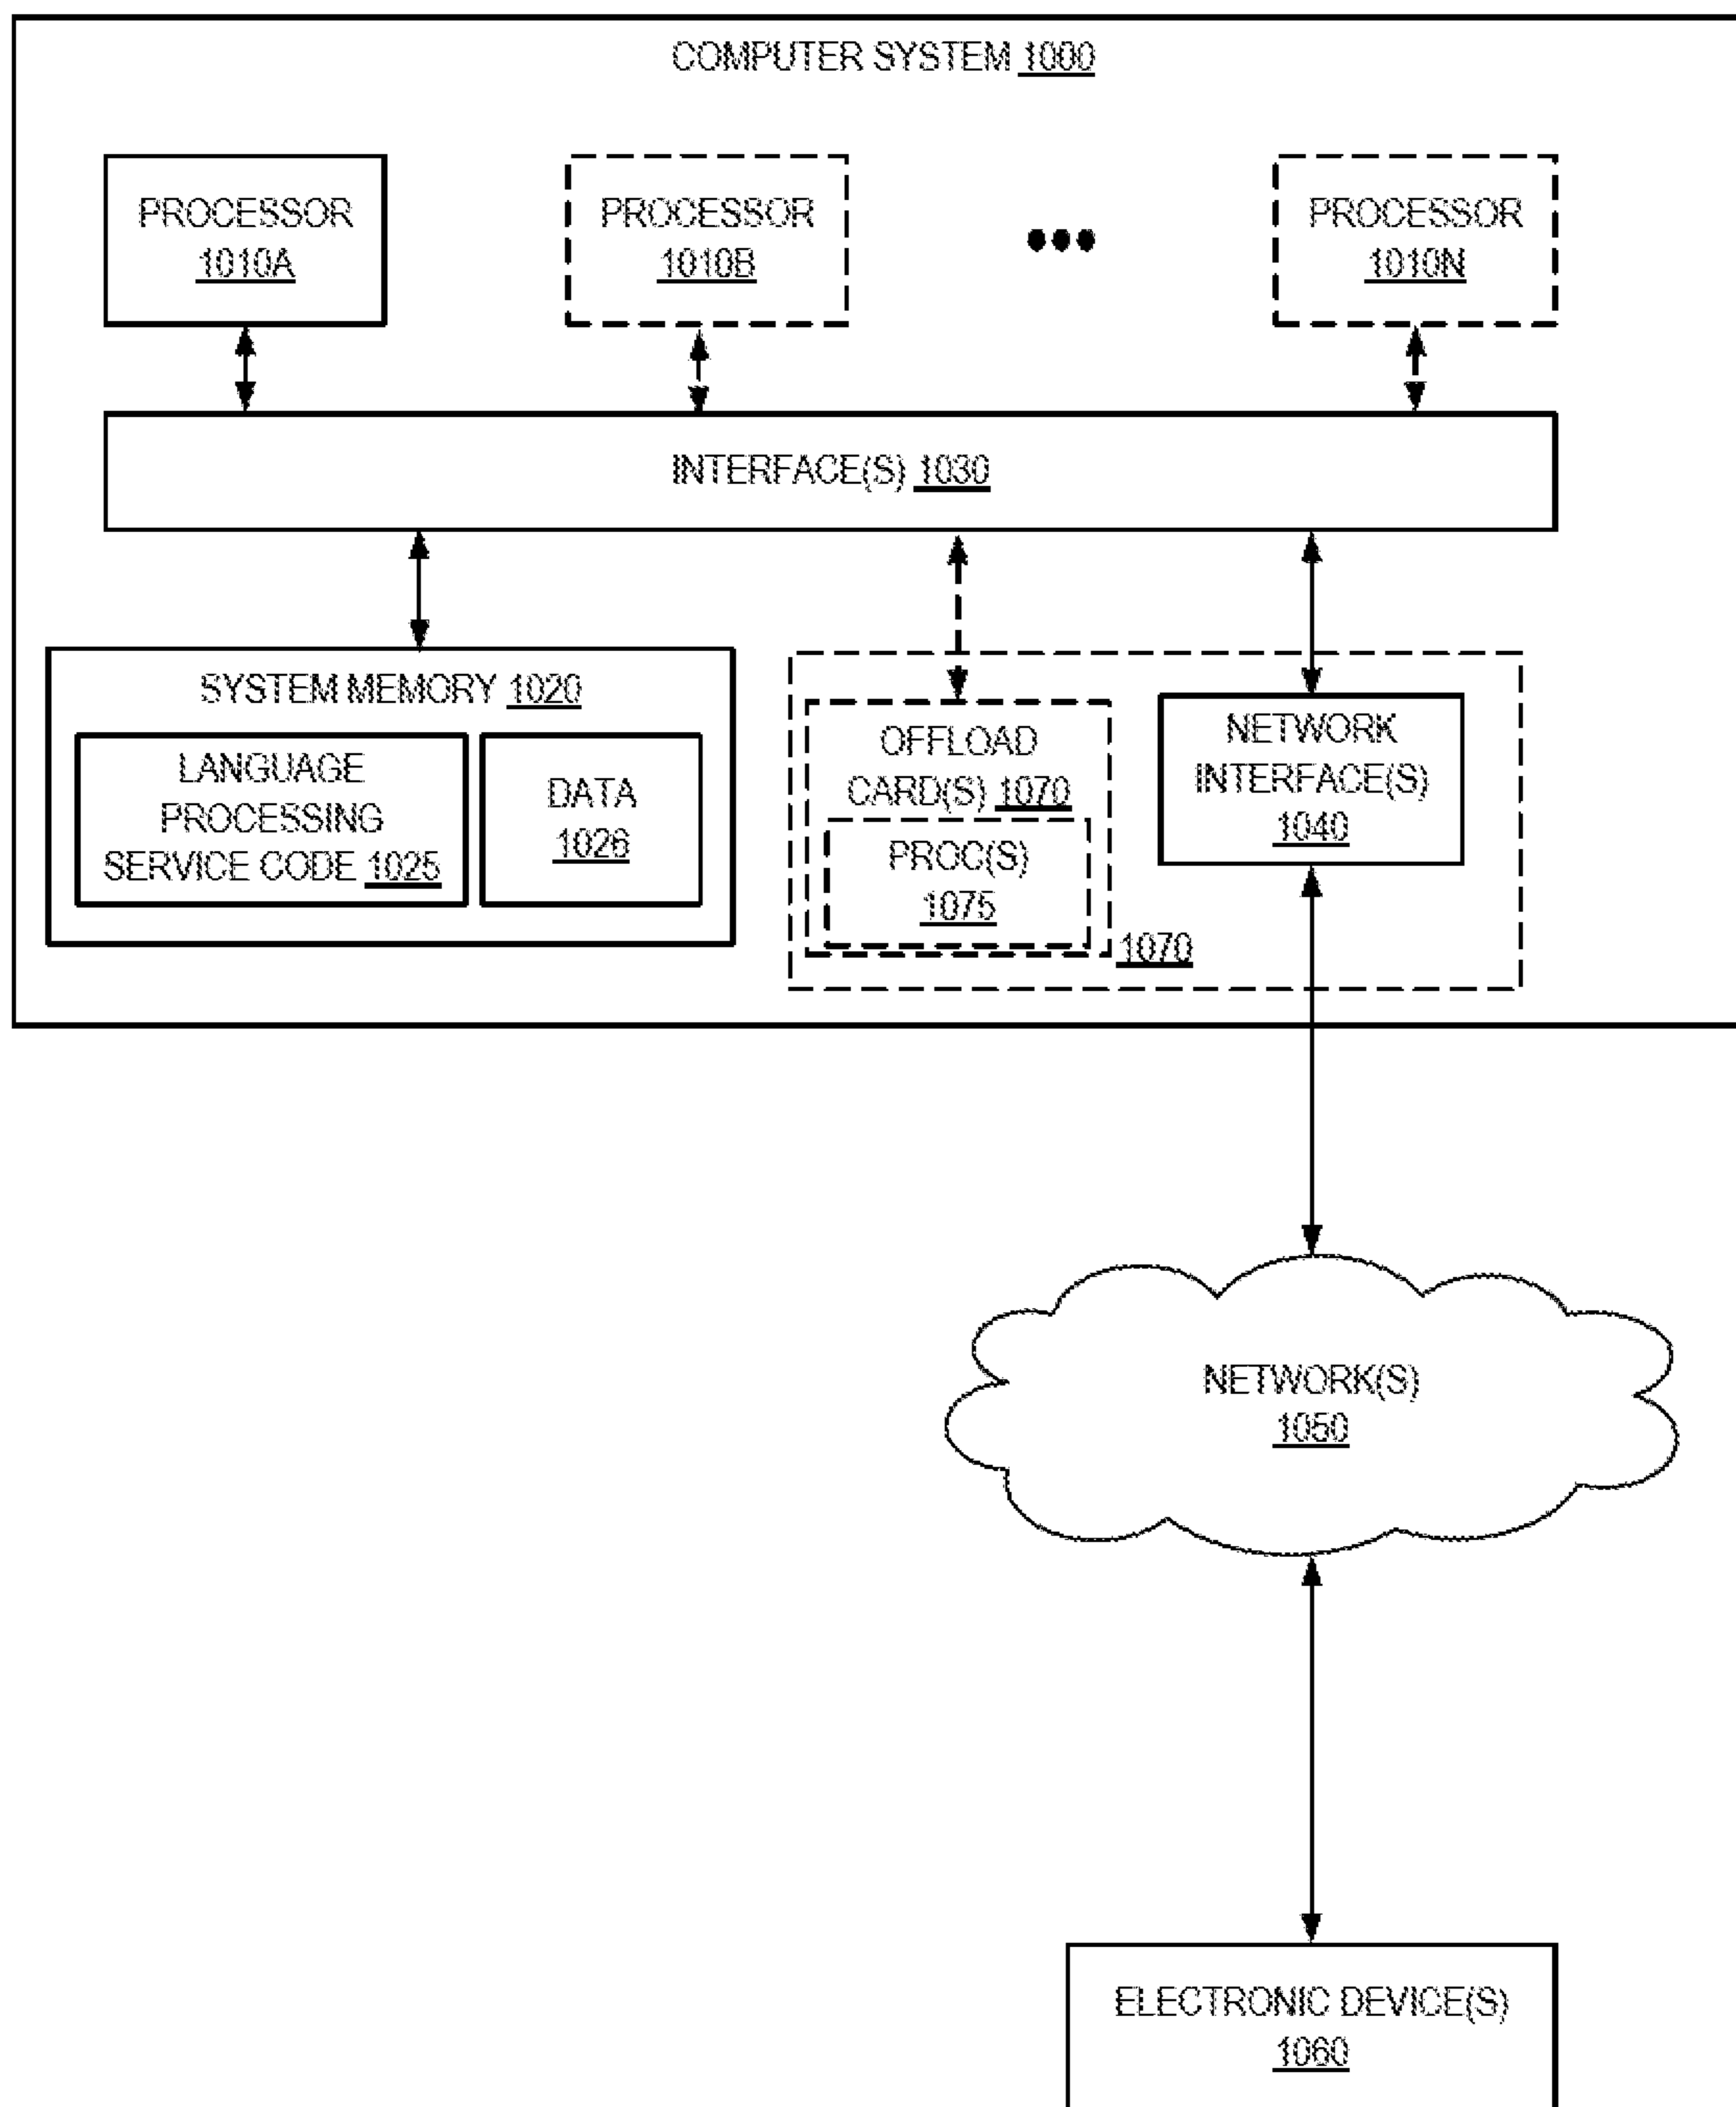 COMPUTER SYSTEM 1000
PROCESSOR
1010A
PROCESSOR
1010B
PROCESSOR
1010N
INTERFACE(S) 1030
SYSTEM MEMORY 1020
LANGUAGE
PROCESSING
SERVICE CODE 1025
DATA
1026
OFFLOAD
CARD(S) 1070
PROC(S)
1075
1070
NETWORK
INTERFACE(S)
1040
NETWORK(S)
1050
ELECTRONIC DEVICE(S)
1060